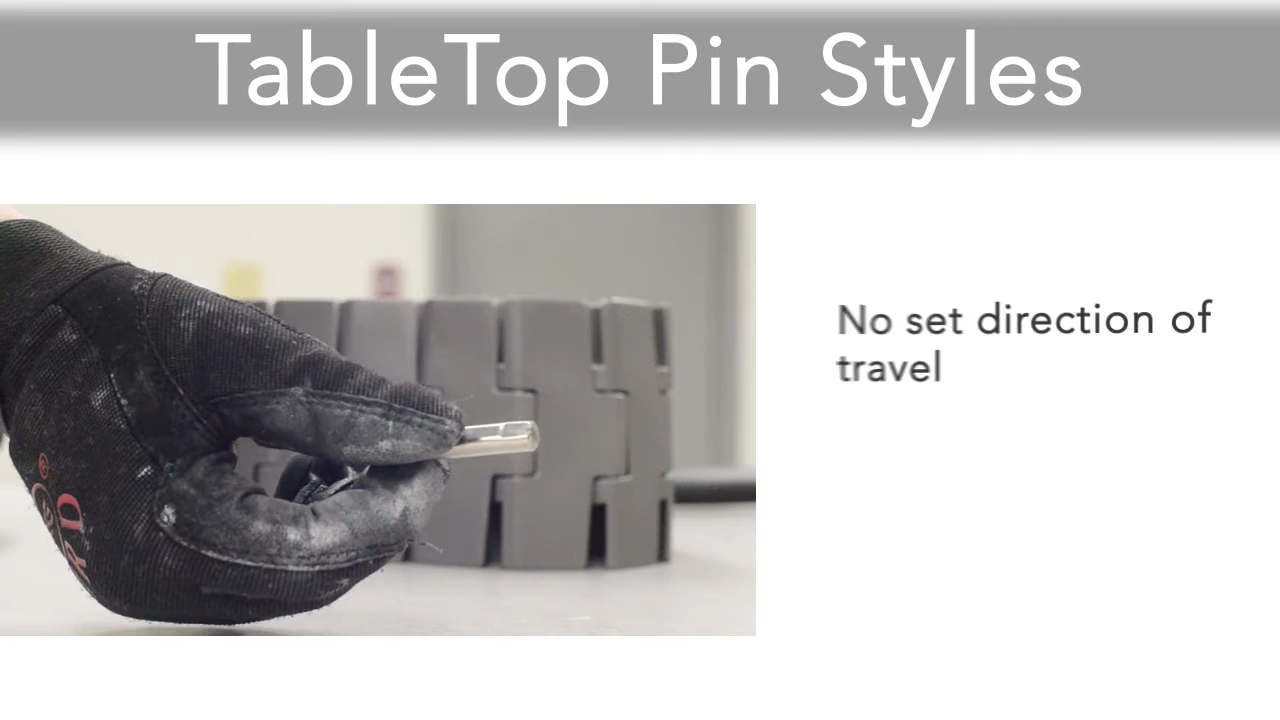 TableTop Pin Styles
No set direction of
travel